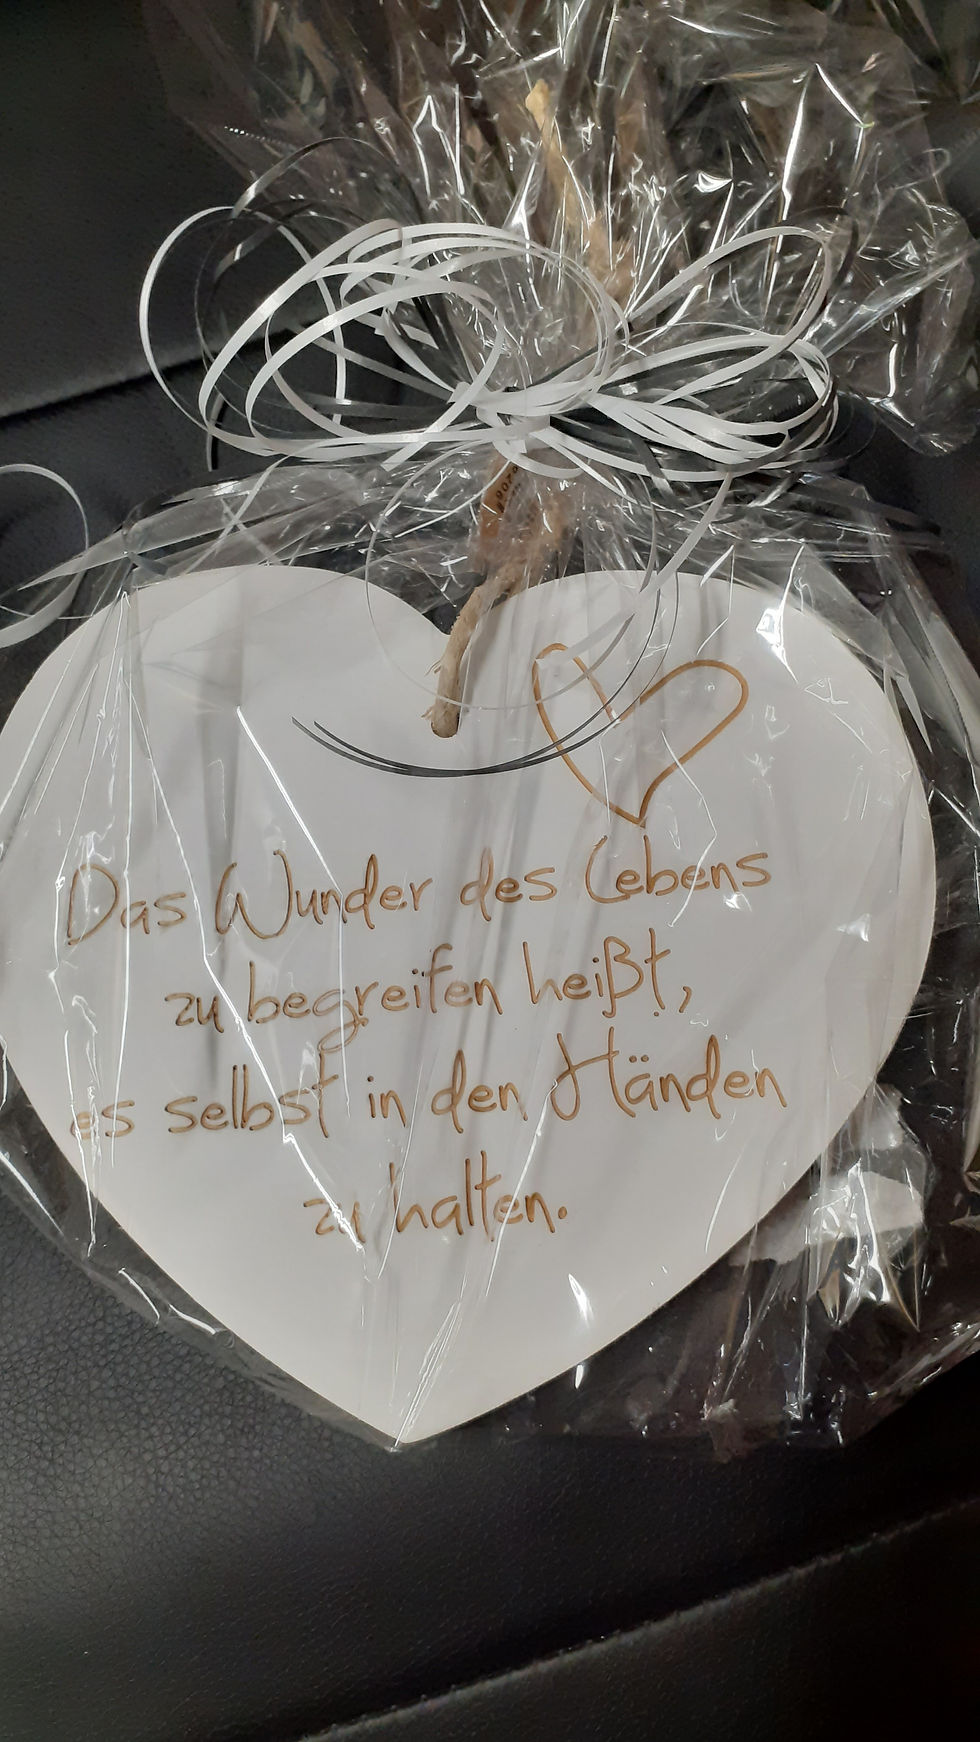 Das Wunder des Lebens
zu begreifen heißt,
es selbst in den Händen
zu halten.